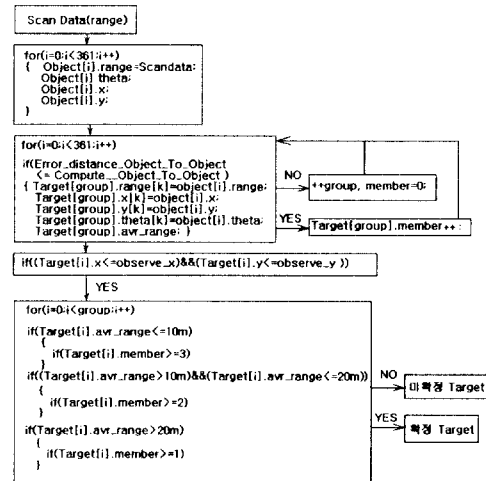 Scan Data(range)
for(i=0;i<361;i++)
{ Object[i].range=Scandata;
Object[i].theta;
Object[i].x;
Object[i].y;
}
for(i=0;i<361;i++)
if(Error_distance_Object_To_Object
<= Compute__Object_To_Object )
{ Target[group].range[k]=object[i].range;
Target[group].x[k]=object[i].x;
Target[group].y[k]=object[i].y;
Target[group].theta[k]=object[i].theta;
Target[group].avr_range; }
NO
++group, member=0;
YES
Target[group].member++;
if((Target[i].x<=observe_x)&&(Target[i].y<=observe_y ))
YES
for(i=0;i<group;i++)
if(Target[i].avr_range<=10m)
{
if(Target[i].member>=3)
}
if((Target[i].avr_range>10m)&&(Target[i].avr_range<=20m))
{
if(Target[i].member>=2)
}
if(Target[i].avr_range>20m)
{
if(Target[i].member>=1)
}
NO
미확정 Target
YES
확정 Target